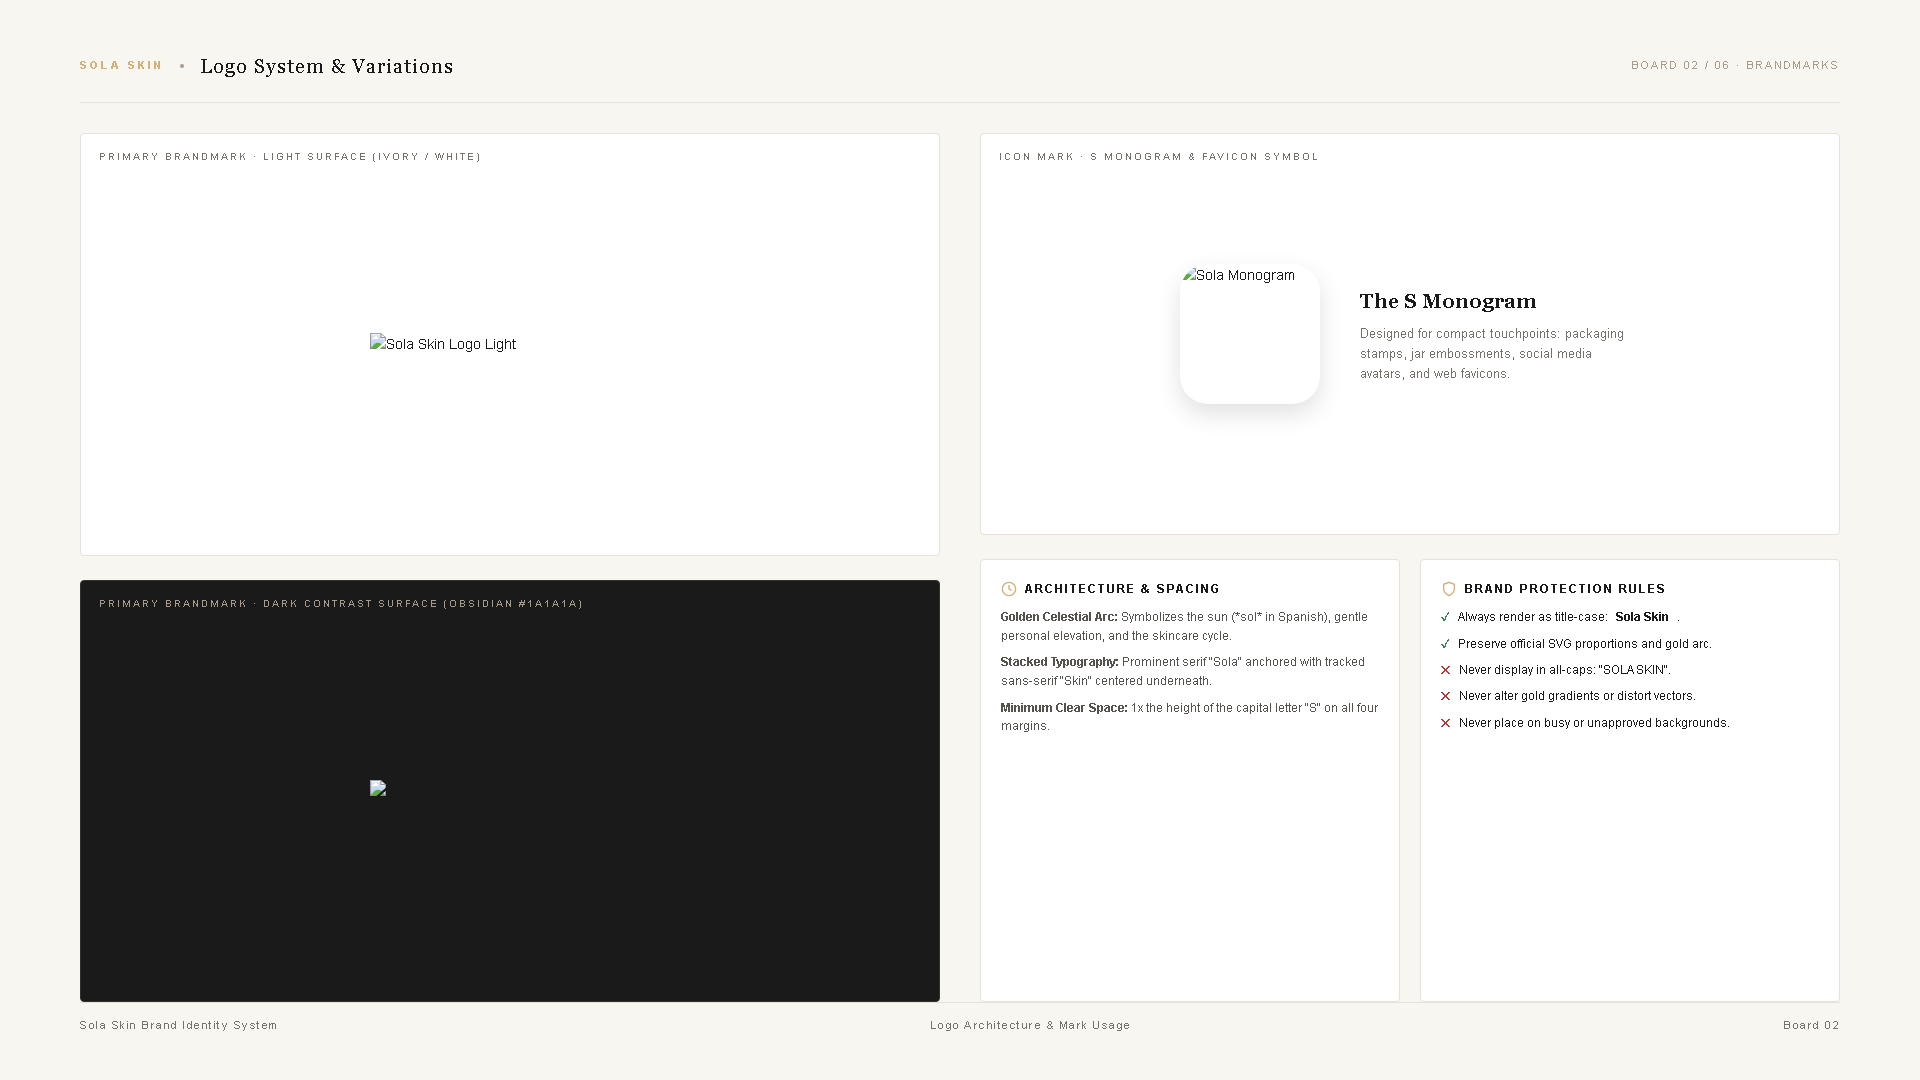 SOLA SKIN • Logo System & Variations
BOARD 02 / 06 · BRANDMARKS
PRIMARY BRANDMARK · LIGHT SURFACE (IVORY / WHITE)
Sola Skin Logo Light
PRIMARY BRANDMARK · DARK CONTRAST SURFACE (OBSIDIAN #1A1A1A)
ICON MARK · S MONOGRAM & FAVICON SYMBOL
Sola Monogram
The S Monogram
Designed for compact touchpoints: packaging
stamps, jar embossments, social media
avatars, and web favicons.
ARCHITECTURE & SPACING
Golden Celestial Arc: Symbolizes the sun (*sol* in Spanish), gentle
personal elevation, and the skincare cycle.
Stacked Typography: Prominent serif "Sola" anchored with tracked
sans-serif "Skin" centered underneath.
Minimum Clear Space: 1x the height of the capital letter "S" on all four
margins.
BRAND PROTECTION RULES
✓ Always render as title-case: Sola Skin .
✓ Preserve official SVG proportions and gold arc.
✕ Never display in all-caps: "SOLA SKIN".
✕ Never alter gold gradients or distort vectors.
✕ Never place on busy or unapproved backgrounds.
Sola Skin Brand Identity System
Logo Architecture & Mark Usage
Board 02